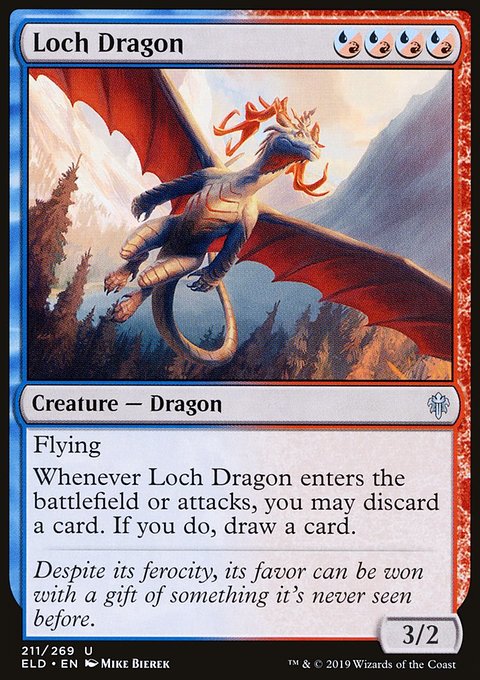 Loch Dragon
Creature — Dragon
Flying
Whenever Loch Dragon enters the
battlefield or attacks, you may discard
a card. If you do, draw a card.
Despite its ferocity, its favor can be won
with a gift of something it's never seen
before.
3/2
211/269 U
ELD • EN Mike Bierek
™ & © 2019 Wizards of the Coast